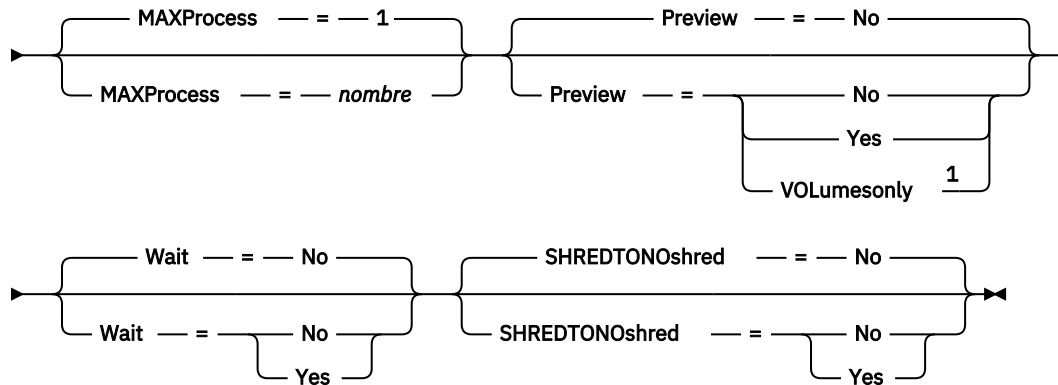 MAXProcess = 1 Preview = No
MAXProcess = nombre Preview = No
Yes
VOLumesonly 1
Wait = No SHREDTONOshred = No
Wait = No SHREDTONOshred = No
Yes Yes